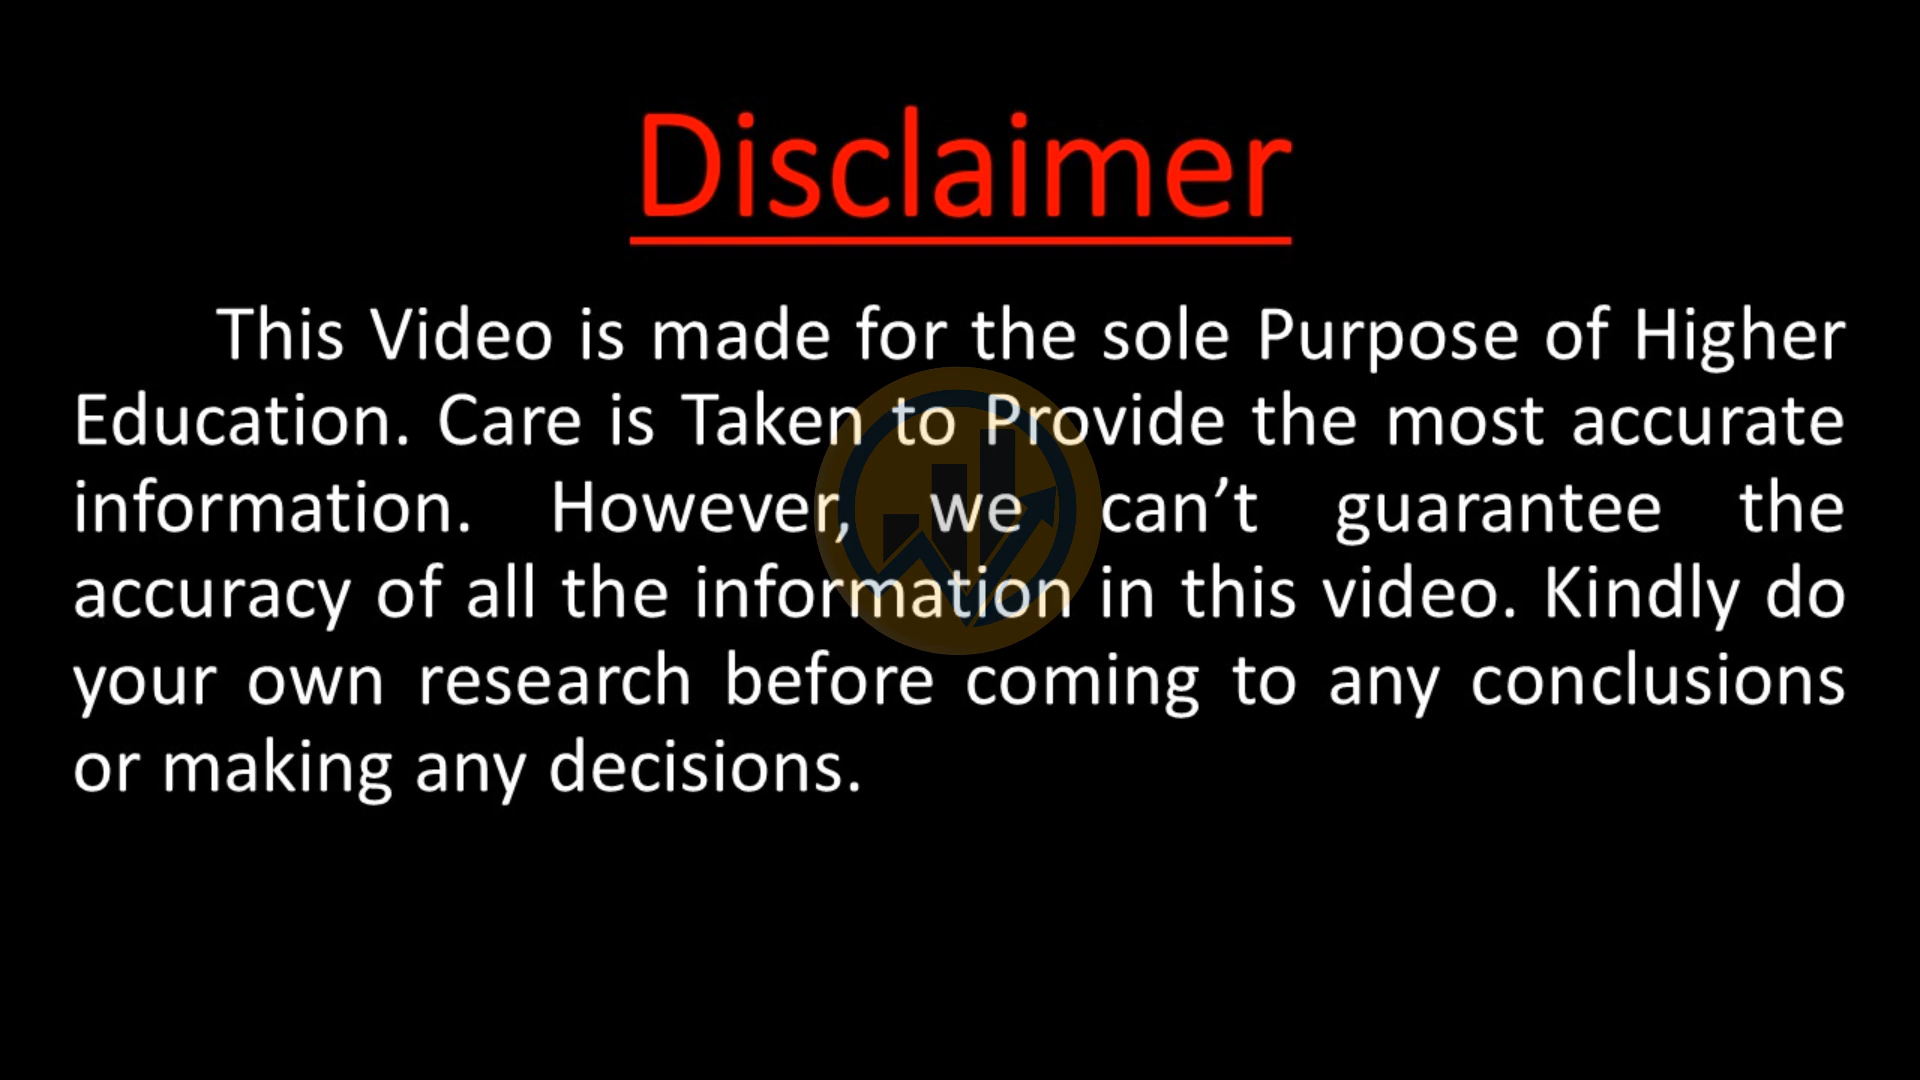 Disclaimer
This Video is made for the sole Purpose of Higher
Education. Care is Taken to Provide the most accurate
information. However, we can’t guarantee the
accuracy of all the information in this video. Kindly do
your own research before coming to any conclusions
or making any decisions.